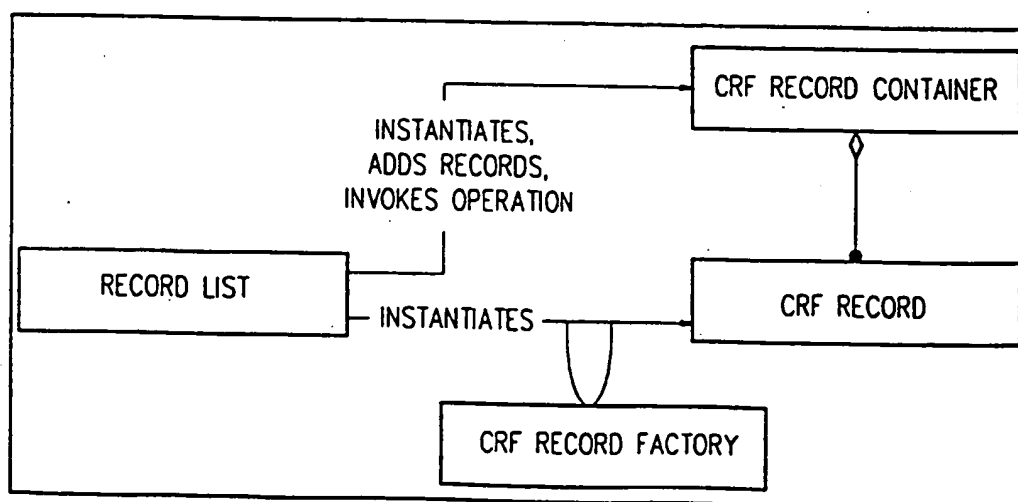 CRF RECORD CONTAINER
INSTANTIATES,
ADDS RECORDS,
INVOKES OPERATION
RECORD LIST
INSTANTIATES
CRF RECORD
CRF RECORD FACTORY